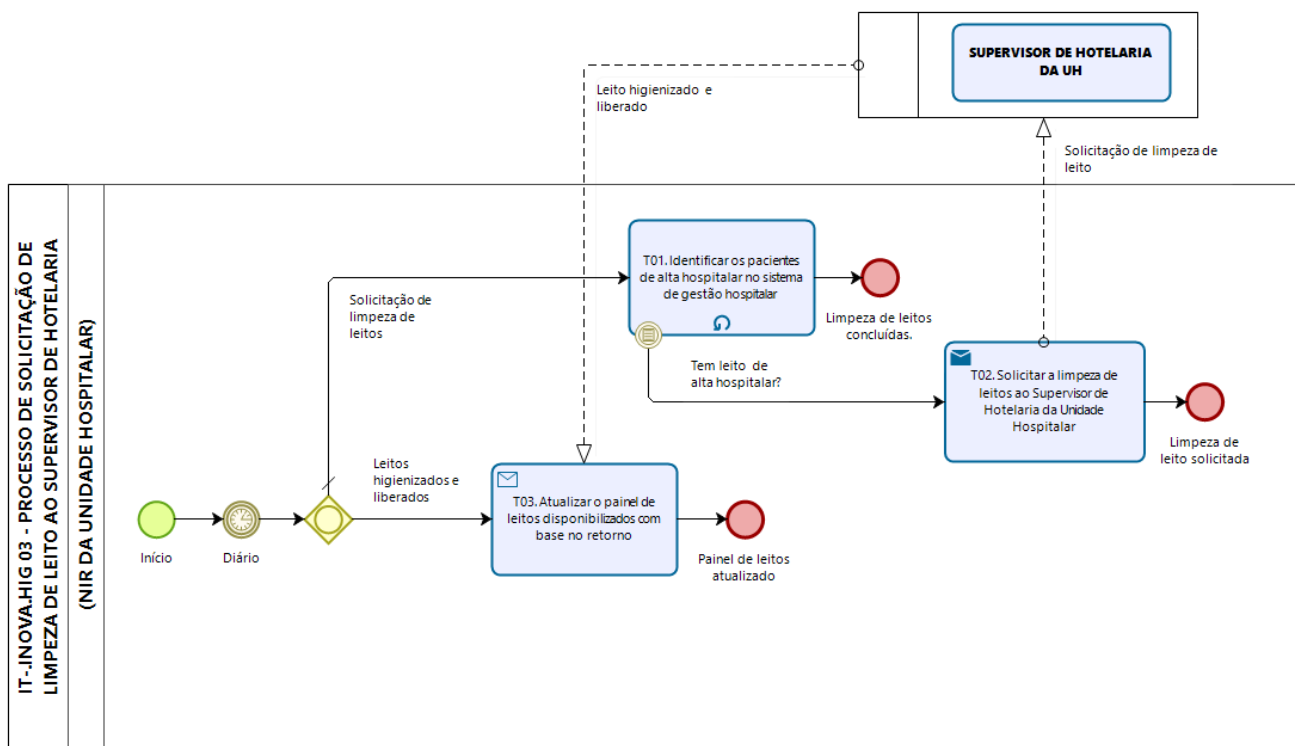 SUPERVISOR DE HOTELARIA
DA UH
Leito higienizado e
liberado
Solicitação de limpeza de
leito
IT-.INOVA.HIG 03 - PROCESSO DE SOLICITAÇÃO DE
LIMPEZA DE LEITO AO SUPERVISOR DE HOTELARIA
(NIR DA UNIDADE HOSPITALAR)
T01. Identificar os pacientes
de alta hospitalar no sistema
de gestão hospitalar
Solicitação de
limpeza de
leitos
Limpeza de leitos
concluídas.
Tem leito de
alta hospitalar?
T02. Solicitar a limpeza de
leitos ao Supervisor de
Hotelaria da Unidade
Hospitalar
Limpeza de
leito solicitada
Leitos
higienizados e
liberados
T03. Atualizar o painel de
leitos disponibilizados com
base no retorno
Início
Diário
Painel de leitos
atualizado